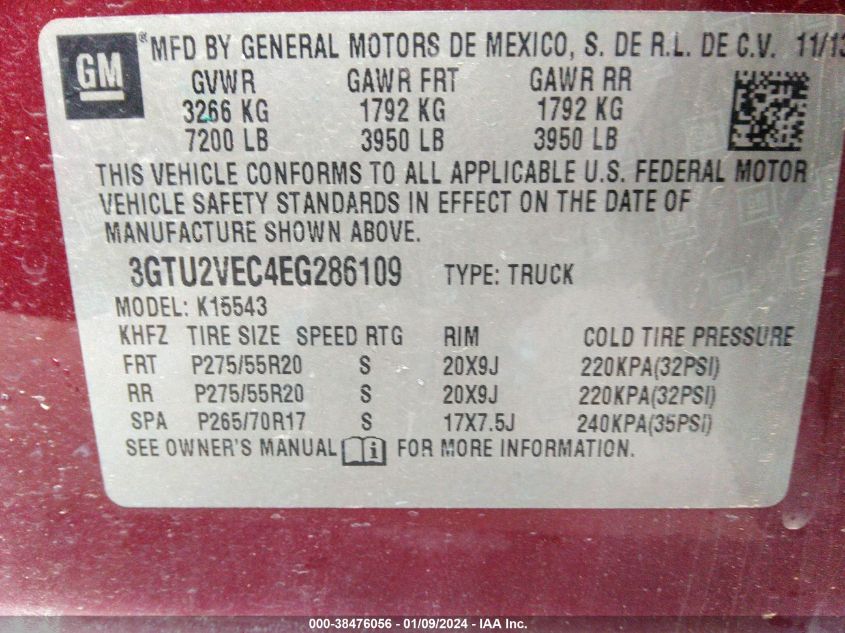 GM
® MFD BY GENERAL MOTORS DE MEXICO, S. DE R.L. DE C.V. 11/13
GVWR GAWR FRT GAWR RR
3266 KG 1792 KG 1792 KG
7200 LB 3950 LB 3950 LB
THIS VEHICLE CONFORMS TO ALL APPLICABLE U.S. FEDERAL MOTOR
VEHICLE SAFETY STANDARDS IN EFFECT ON THE DATE OF
MANUFACTURE SHOWN ABOVE.
3GTU2VEC4EG286109 TYPE: TRUCK
MODEL: K15543
KHFZ TIRE SIZE SPEED RTG RIM COLD TIRE PRESSURE
FRT P275/55R20 S 20X9J 220KPA(32PSI)
RR P275/55R20 S 20X9J 220KPA(32PSI)
SPA P265/70R17 S 17X7.5J 240KPA(35PSI)
SEE OWNER'S MANUAL i FOR MORE INFORMATION.
000-38476056 - 01/09/2024 - IAA Inc.